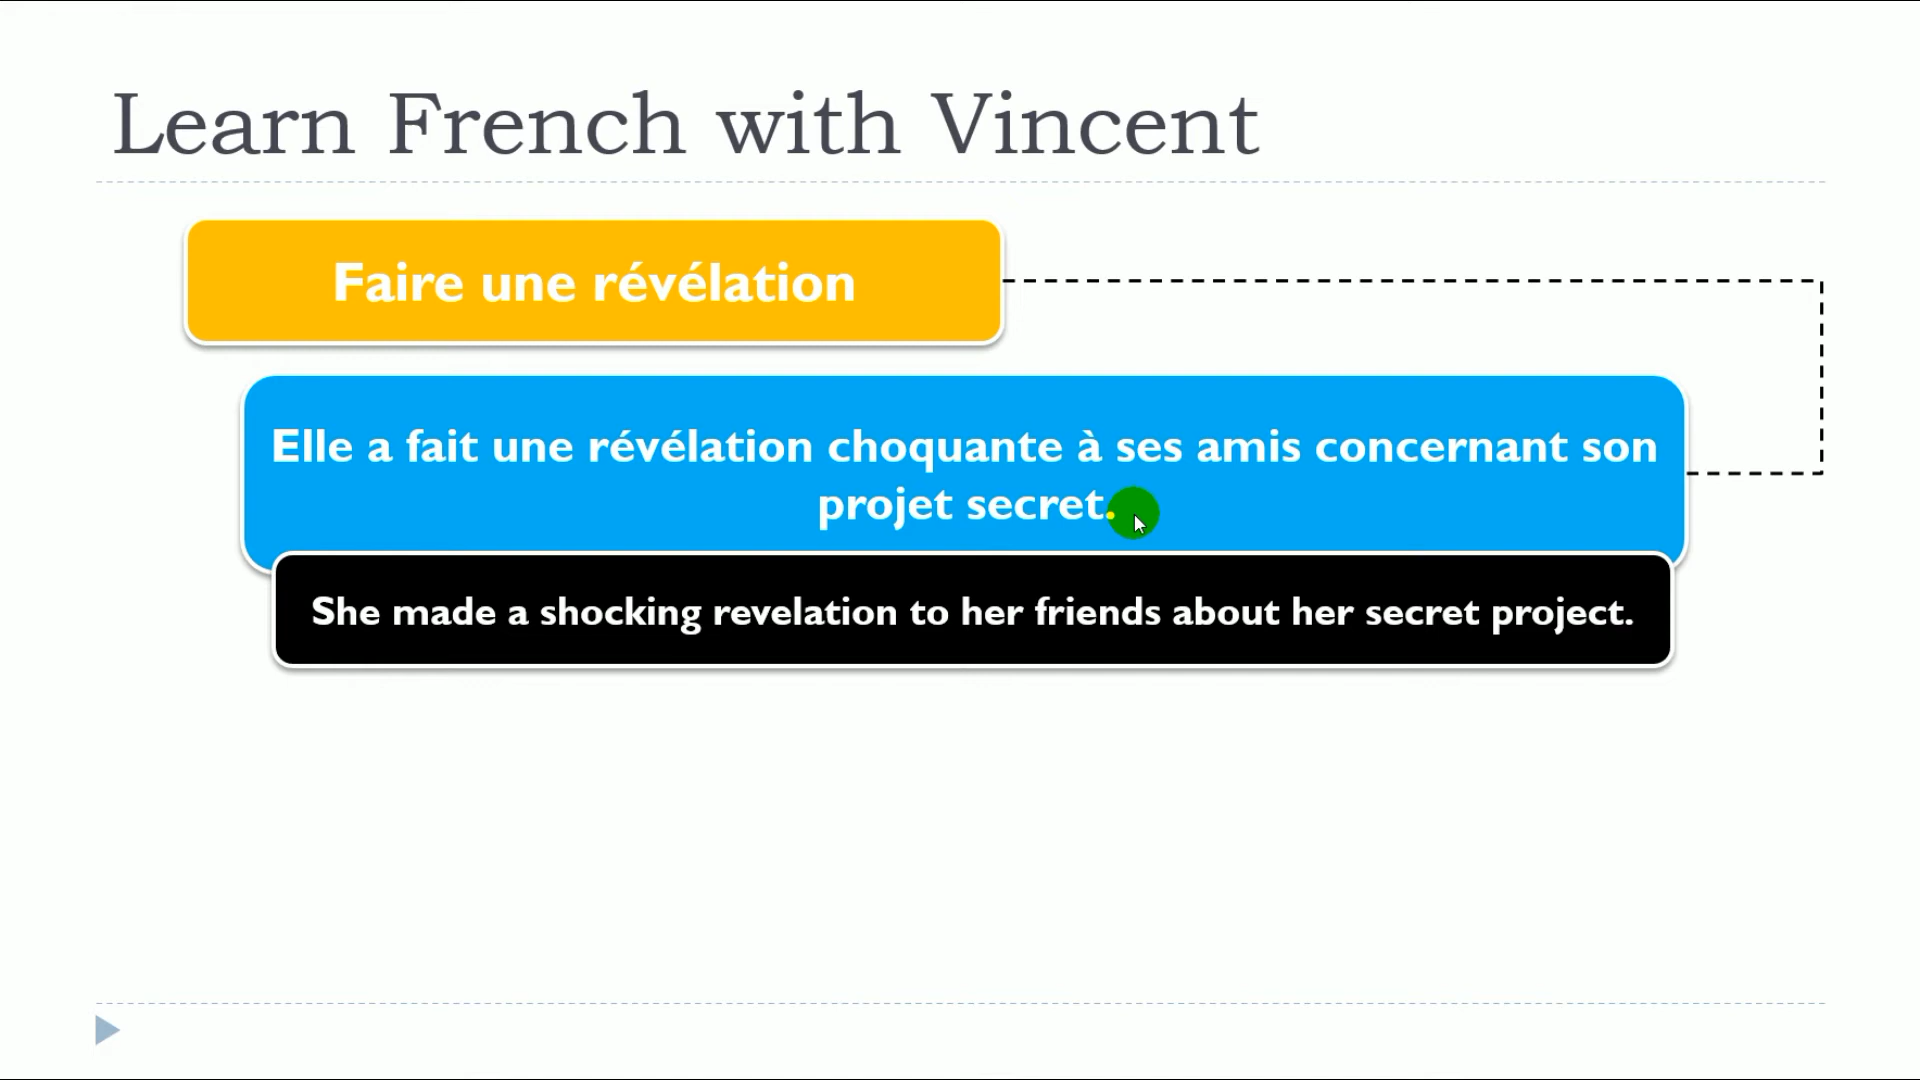 Learn French with Vincent
Faire une révélation
Elle a fait une révélation choquante à ses amis concernant son
projet secret.
She made a shocking revelation to her friends about her secret project.